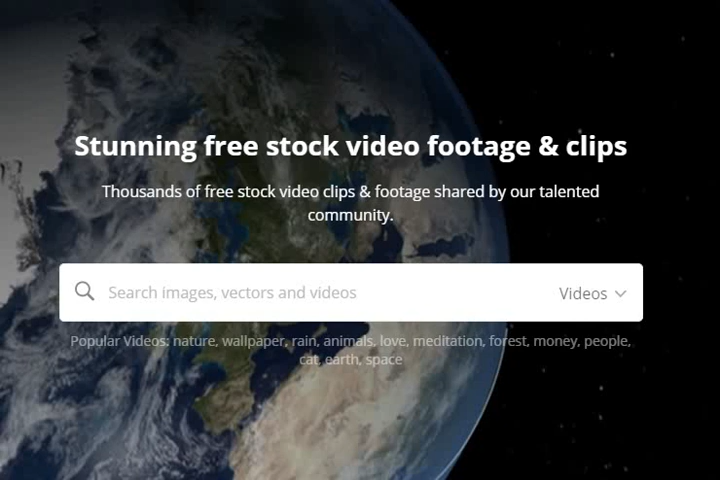 Stunning free stock video footage & clips
Thousands of free stock video clips & footage shared by our talented
community.
Search images, vectors and videos
Videos
Popular Videos: nature, wallpaper, rain, animals, love, meditation, forest, money, people,
cat, earth, space